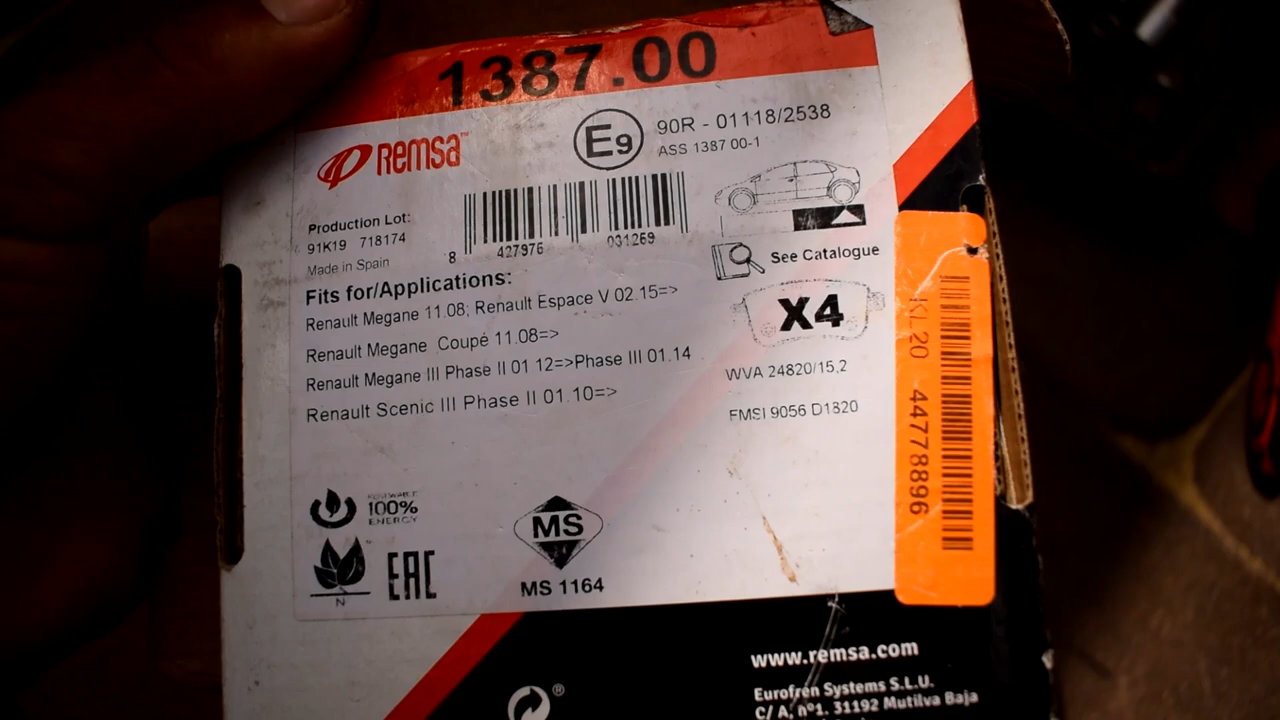 1387.00
REMSA™
E9
90R - 01118/2538
ASS 1387 00-1
Production Lot:
91K19 718174
Made in Spain
8 427976 031269
See Catalogue
Fits for/Applications:
Renault Megane 11.08; Renault Espace V 02.15=>
Renault Megane Coupé 11.08=>
Renault Megane III Phase II 01 12=>Phase III 01.14
Renault Scenic III Phase II 01.10=>
X4
WVA 24820/15,2
FMSI 9056 D1820
KL20 44778896
RENEWABLE
100%
ENERGY
N
EAC
MS
MS 1164
www.remsa.com
Eurofren Systems S.L.U.
C/ A, nº1. 31192 Mutilva Baja
®